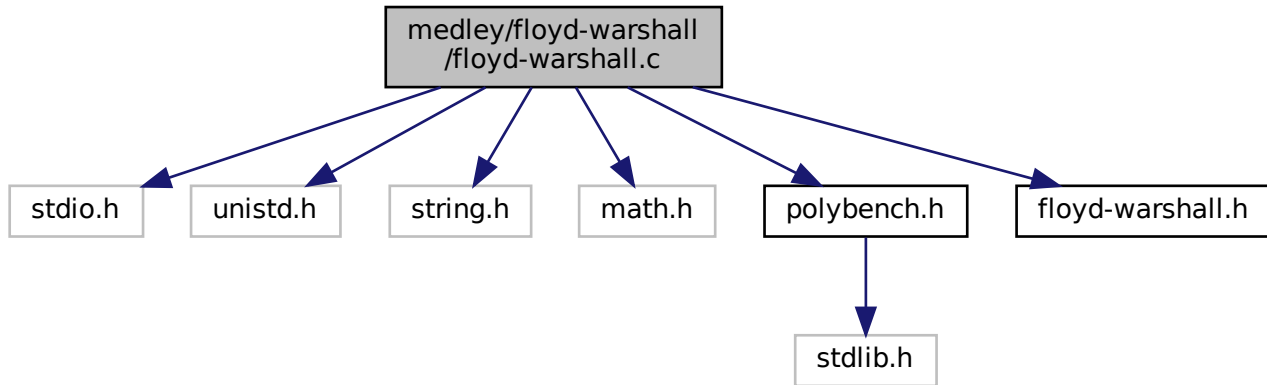 medley/floyd-warshall
/floyd-warshall.c
stdio.h
unistd.h
string.h
math.h
polybench.h
floyd-warshall.h
stdlib.h